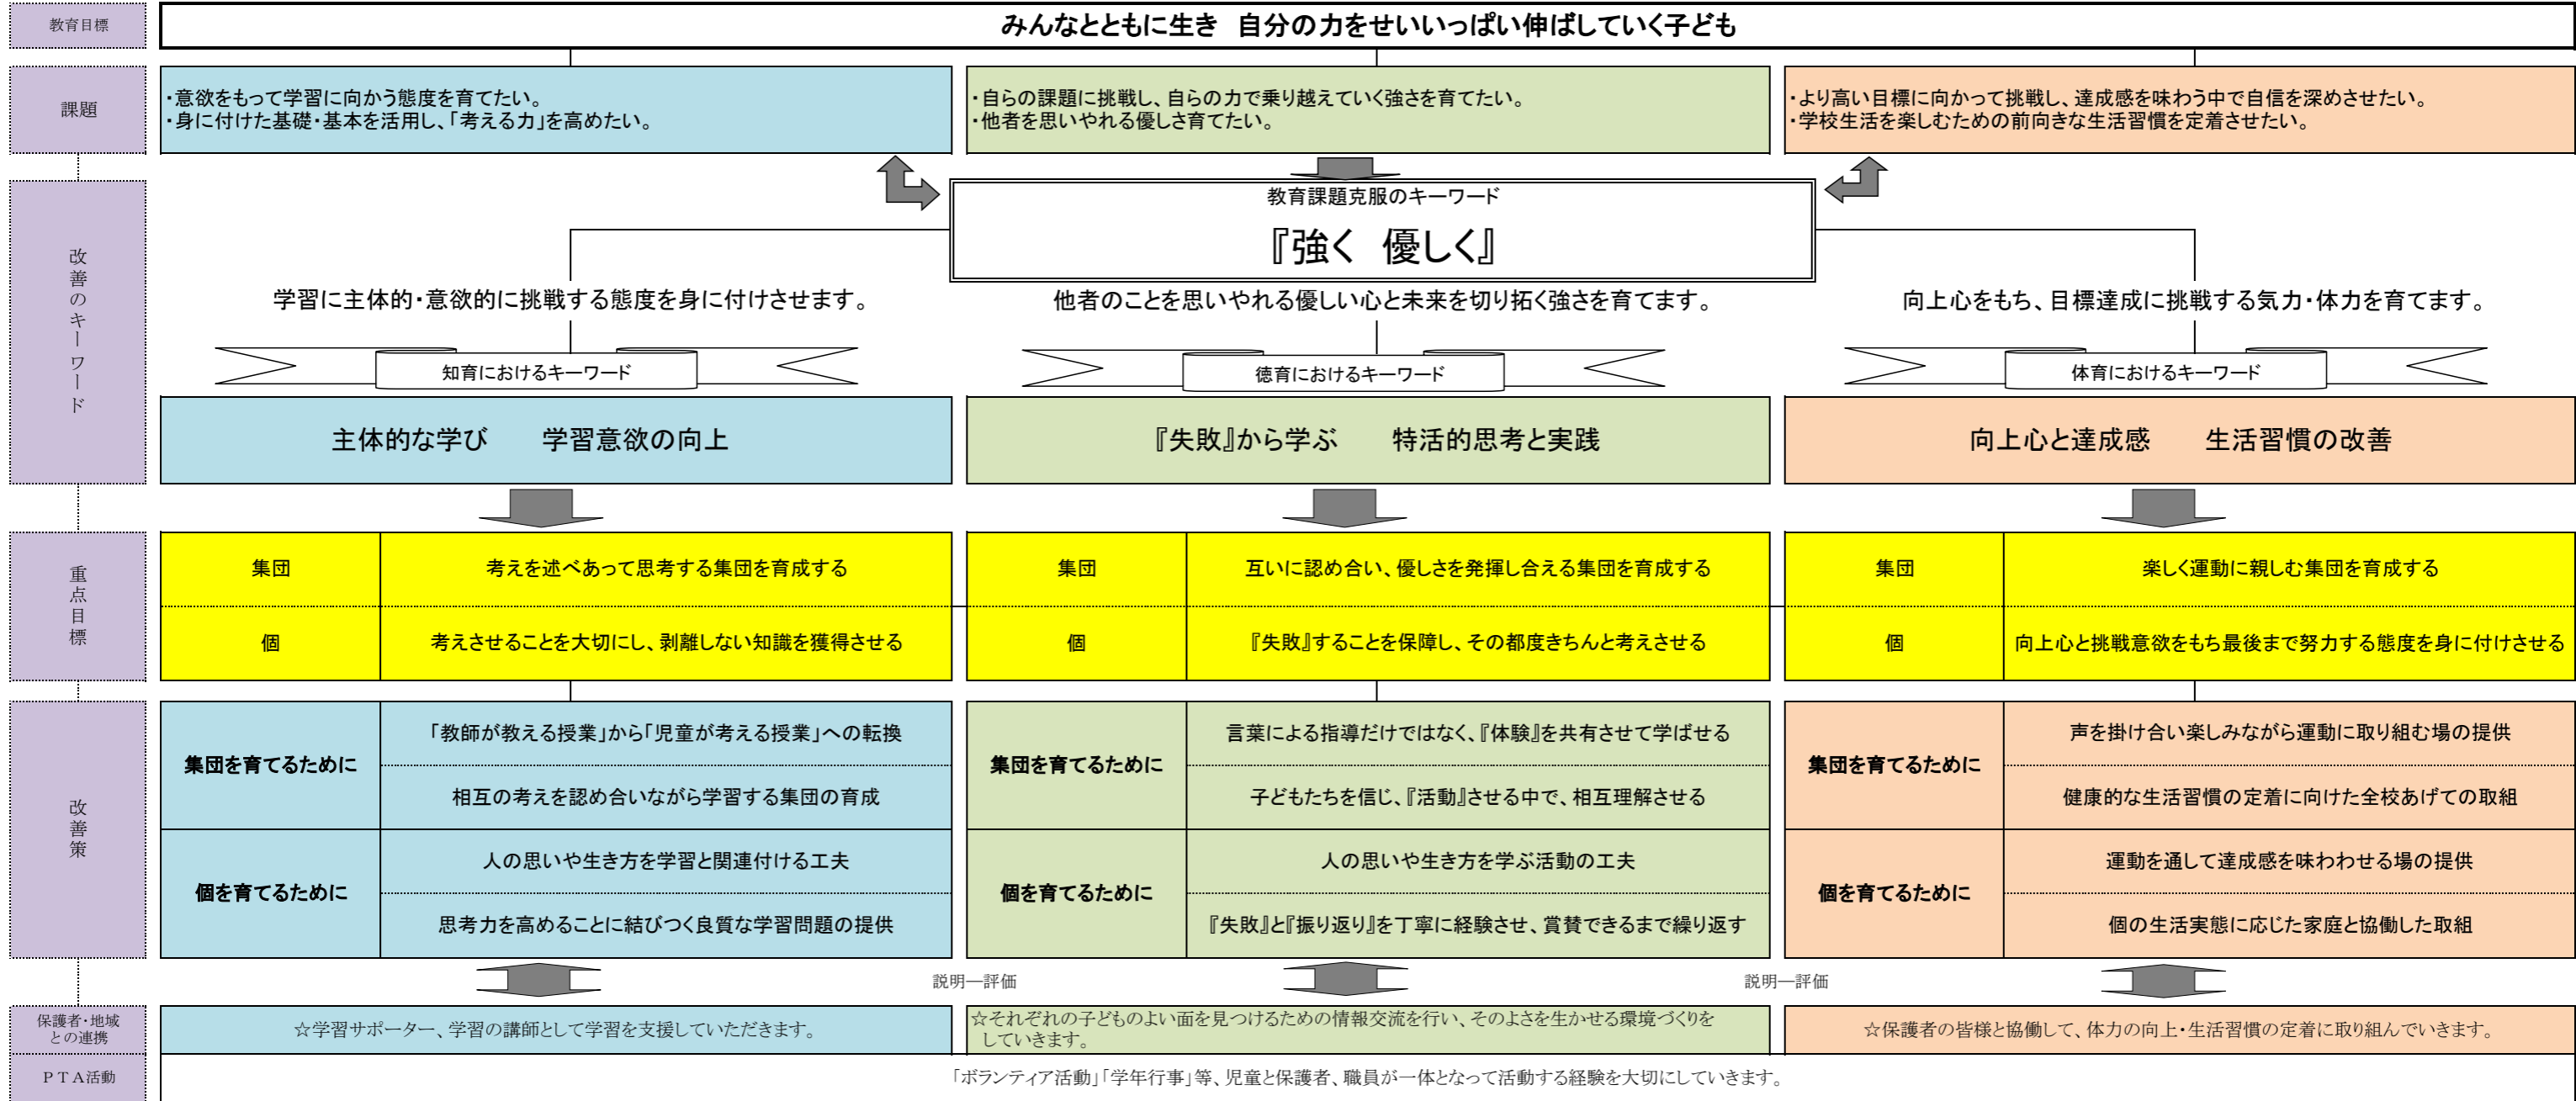 教育目標
みんなとともに生き　自分の力をせいいっぱい伸ばしていく子ども
課題
・意欲をもって学習に向かう態度を育てたい。
・身に付けた基礎・基本を活用し、「考える力」を高めたい。
・自らの課題に挑戦し、自らの力で乗り越えていく強さを育てたい。
・他者を思いやれる優しさ育てたい。
・より高い目標に向かって挑戦し、達成感を味わう中で自信を深めさせたい。
・学校生活を楽しむための前向きな生活習慣を定着させたい。
改善のキーワード
教育課題克服のキーワード
『強く　優しく』
学習に主体的・意欲的に挑戦する態度を身に付けさせます。
他者のことを思いやれる優しい心と未来を切り拓く強さを育てます。
向上心をもち、目標達成に挑戦する気力・体力を育てます。
知育におけるキーワード
徳育におけるキーワード
体育におけるキーワード
主体的な学び　　学習意欲の向上
『失敗』から学ぶ　　特活的思考と実践
向上心と達成感　　生活習慣の改善
重点目標
集団
考えを述べあって思考する集団を育成する
集団
互いに認め合い、優しさを発揮し合える集団を育成する
集団
楽しく運動に親しむ集団を育成する
個
考えさせることを大切にし、剥離しない知識を獲得させる
個
『失敗』することを保障し、その都度きちんと考えさせる
個
向上心と挑戦意欲をもち最後まで努力する態度を身に付けさせる
改善策
集団を育てるために
「教師が教える授業」から「児童が考える授業」への転換
相互の考えを認め合いながら学習する集団の育成
集団を育てるために
言葉による指導だけではなく、『体験』を共有させて学ばせる
子どもたちを信じ、『活動』させる中で、相互理解させる
集団を育てるために
声を掛け合い楽しみながら運動に取り組む場の提供
健康的な生活習慣の定着に向けた全校あげての取組
個を育てるために
人の思いや生き方を学習と関連付ける工夫
思考力を高めることに結びつく良質な学習問題の提供
個を育てるために
人の思いや生き方を学ぶ活動の工夫
『失敗』と『振り返り』を丁寧に経験させ、賞賛できるまで繰り返す
個を育てるために
運動を通して達成感を味わわせる場の提供
個の生活実態に応じた家庭と協働した取組
説明―評価
説明―評価
保護者・地域
との連携
☆学習サポーター、学習の講師として学習を支援していただきます。
☆それぞれの子どものよい面を見つけるための情報交流を行い、そのよさを生かせる環境づくりを
していきます。
☆保護者の皆様と協働して、体力の向上・生活習慣の定着に取り組んでいきます。
ＰＴＡ活動
「ボランティア活動」「学年行事」等、児童と保護者、職員が一体となって活動する経験を大切にしていきます。